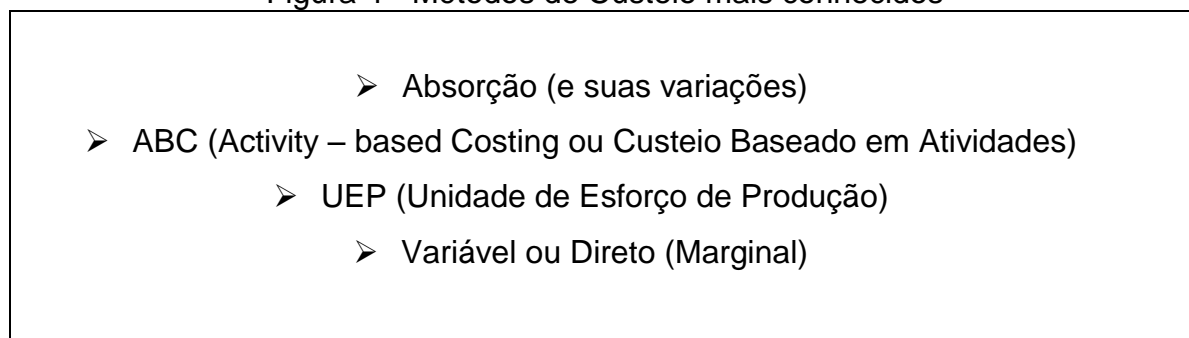 Figura 4 - Métodos de Custeio mais conhecidos
➢ Absorção (e suas variações)
➢ ABC (Activity – based Costing ou Custeio Baseado em Atividades)
➢ UEP (Unidade de Esforço de Produção)
➢ Variável ou Direto (Marginal)